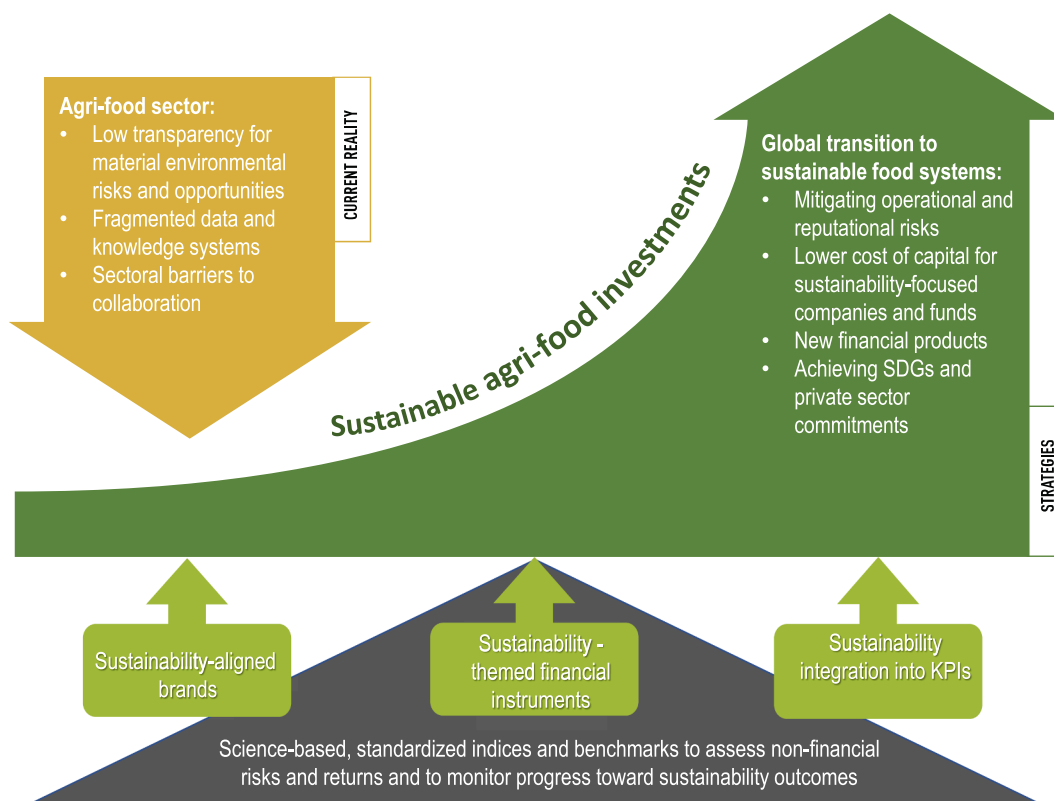 Agri-food sector:
• Low transparency for
material environmental
risks and opportunities
• Fragmented data and
knowledge systems
• Sectoral barriers to
collaboration
CURRENT REALITY
Sustainable agri-food investments
Global transition to
sustainable food systems:
• Mitigating operational and
reputational risks
• Lower cost of capital for
sustainability-focused
companies and funds
• New financial products
• Achieving SDGs and
private sector
commitments
STRATEGIES
Sustainability-aligned
brands
Sustainability -
themed financial
instruments
Sustainability
integration into KPIs
Science-based, standardized indices and benchmarks to assess non-financial
risks and returns and to monitor progress toward sustainability outcomes